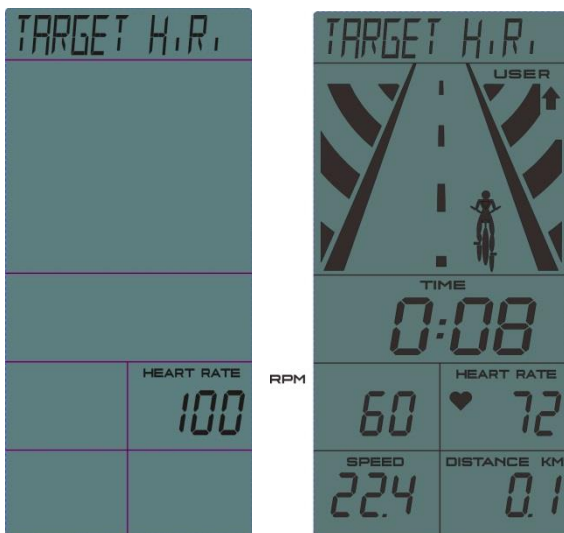 TARGET H.R.
HEART RATE
100
TARGET H.R.
USER
TIME
0:08
RPM
HEART RATE
60
72
SPEED
DISTANCE KM
22.4
0.1